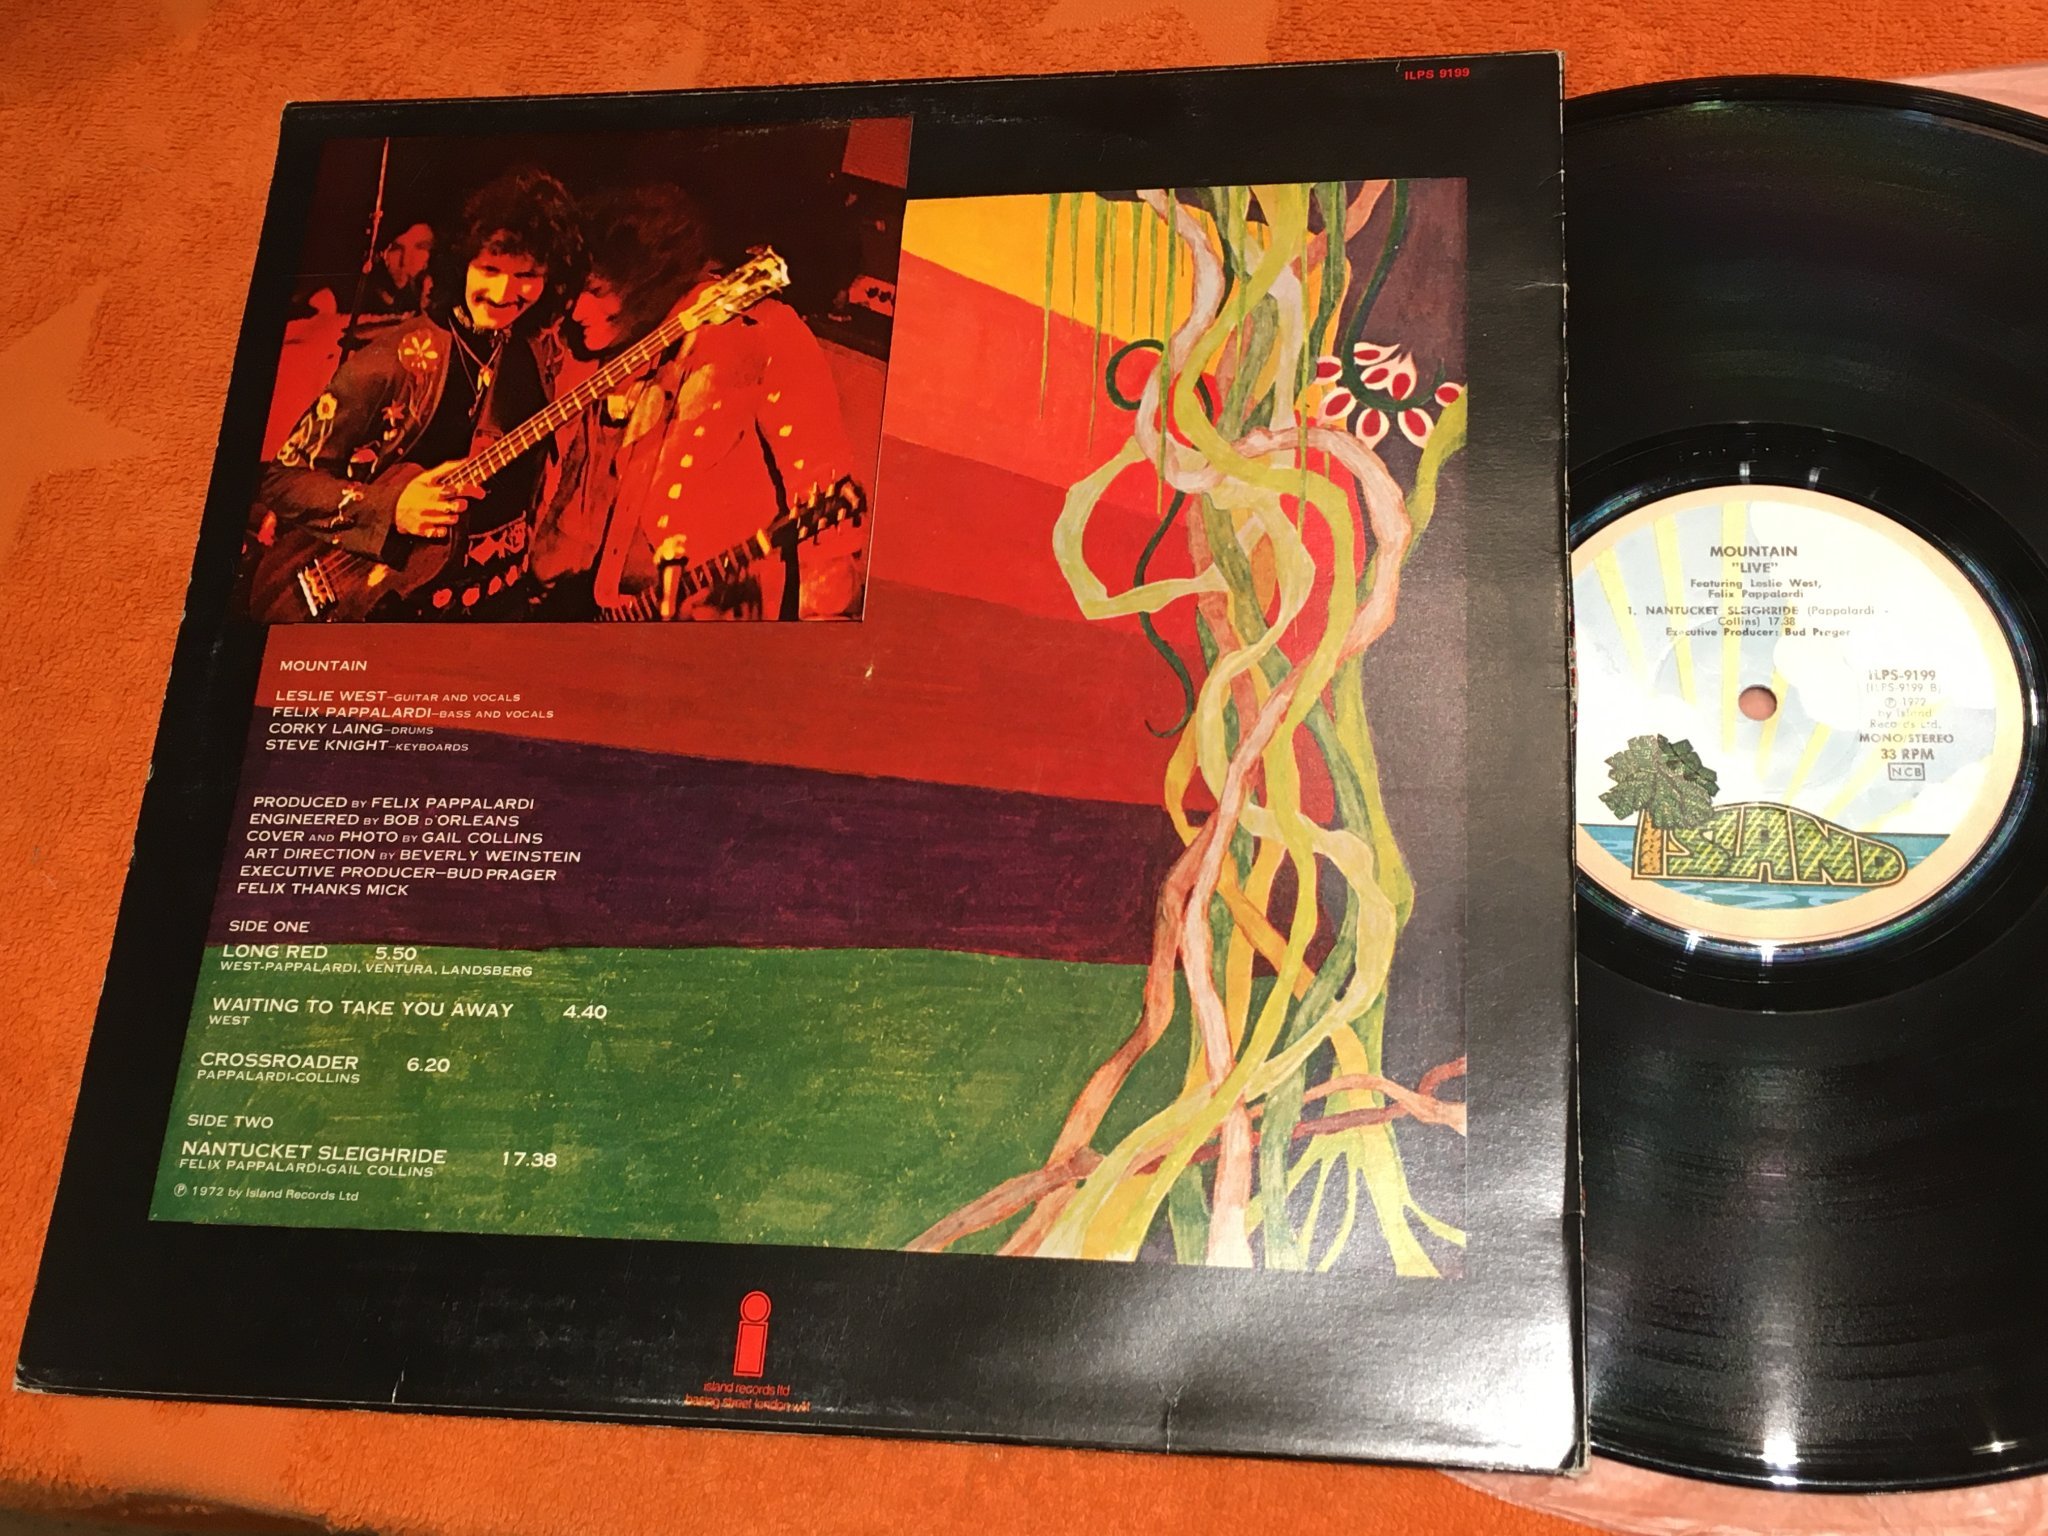 ILPS 9199
MOUNTAIN
LESLIE WEST–GUITAR AND VOCALS
FELIX PAPPALARDI–BASS AND VOCALS
CORKY LAING–DRUMS
STEVE KNIGHT–KEYBOARDS
PRODUCED BY FELIX PAPPALARDI
ENGINEERED BY BOB D'ORLEANS
COVER AND PHOTO BY GAIL COLLINS
ART DIRECTION BY BEVERLY WEINSTEIN
EXECUTIVE PRODUCER–BUD PRAGER
FELIX THANKS MICK
SIDE ONE
LONG RED 5.50
WEST-PAPPALARDI, VENTURA, LANDSBERG
WAITING TO TAKE YOU AWAY 4.40
WEST
CROSSROADER 6.20
PAPPALARDI-COLLINS
SIDE TWO
NANTUCKET SLEIGHRIDE 17.38
FELIX PAPPALARDI-GAIL COLLINS
℗ 1972 by Island Records Ltd
island records ltd
basing street london w11
MOUNTAIN
"LIVE"
Featuring Leslie West,
Felix Pappalardi
1. NANTUCKET SLEIGHRIDE (Pappalardi -
Collins) 17.38
Executive Producer: Bud Prager
ILPS-9199
(ILPS-9199 B)
℗ 1972
by Island
Records Ltd.
MONO/STEREO
33 RPM
NCB
ISLAND